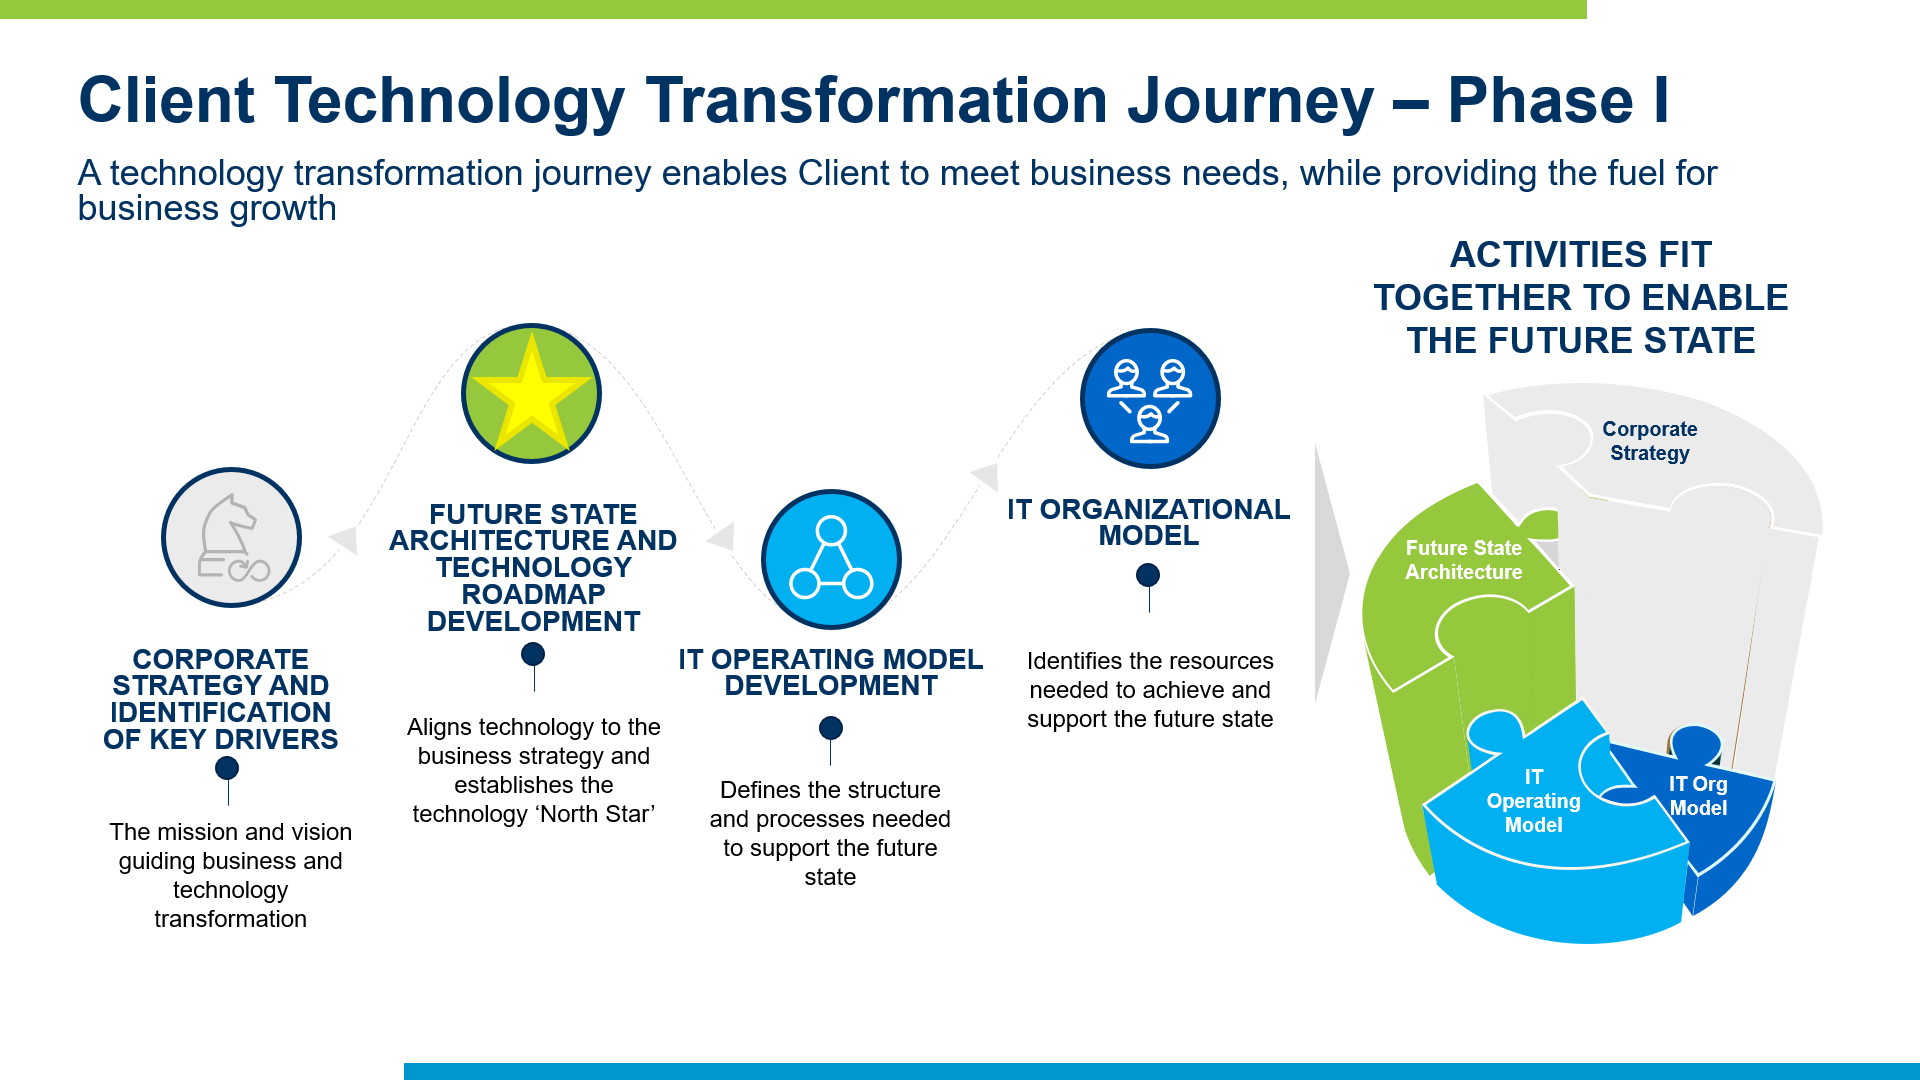 Client Technology Transformation Journey – Phase I
A technology transformation journey enables Client to meet business needs, while providing the fuel for
business growth
CORPORATE
STRATEGY AND
IDENTIFICATION
OF KEY DRIVERS
The mission and vision
guiding business and
technology
transformation
FUTURE STATE
ARCHITECTURE AND
TECHNOLOGY
ROADMAP
DEVELOPMENT
Aligns technology to the
business strategy and
establishes the
technology ‘North Star’
IT OPERATING MODEL
DEVELOPMENT
Defines the structure
and processes needed
to support the future
state
IT ORGANIZATIONAL
MODEL
Identifies the resources
needed to achieve and
support the future state
ACTIVITIES FIT
TOGETHER TO ENABLE
THE FUTURE STATE
Corporate
Strategy
Future State
Architecture
IT
Operating
Model
IT Org
Model